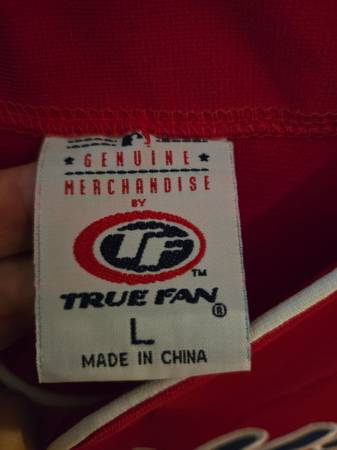 ★ GENUINE ★
MERCHANDISE
BY
TF ™
TRUE FAN ®
L
MADE IN CHINA